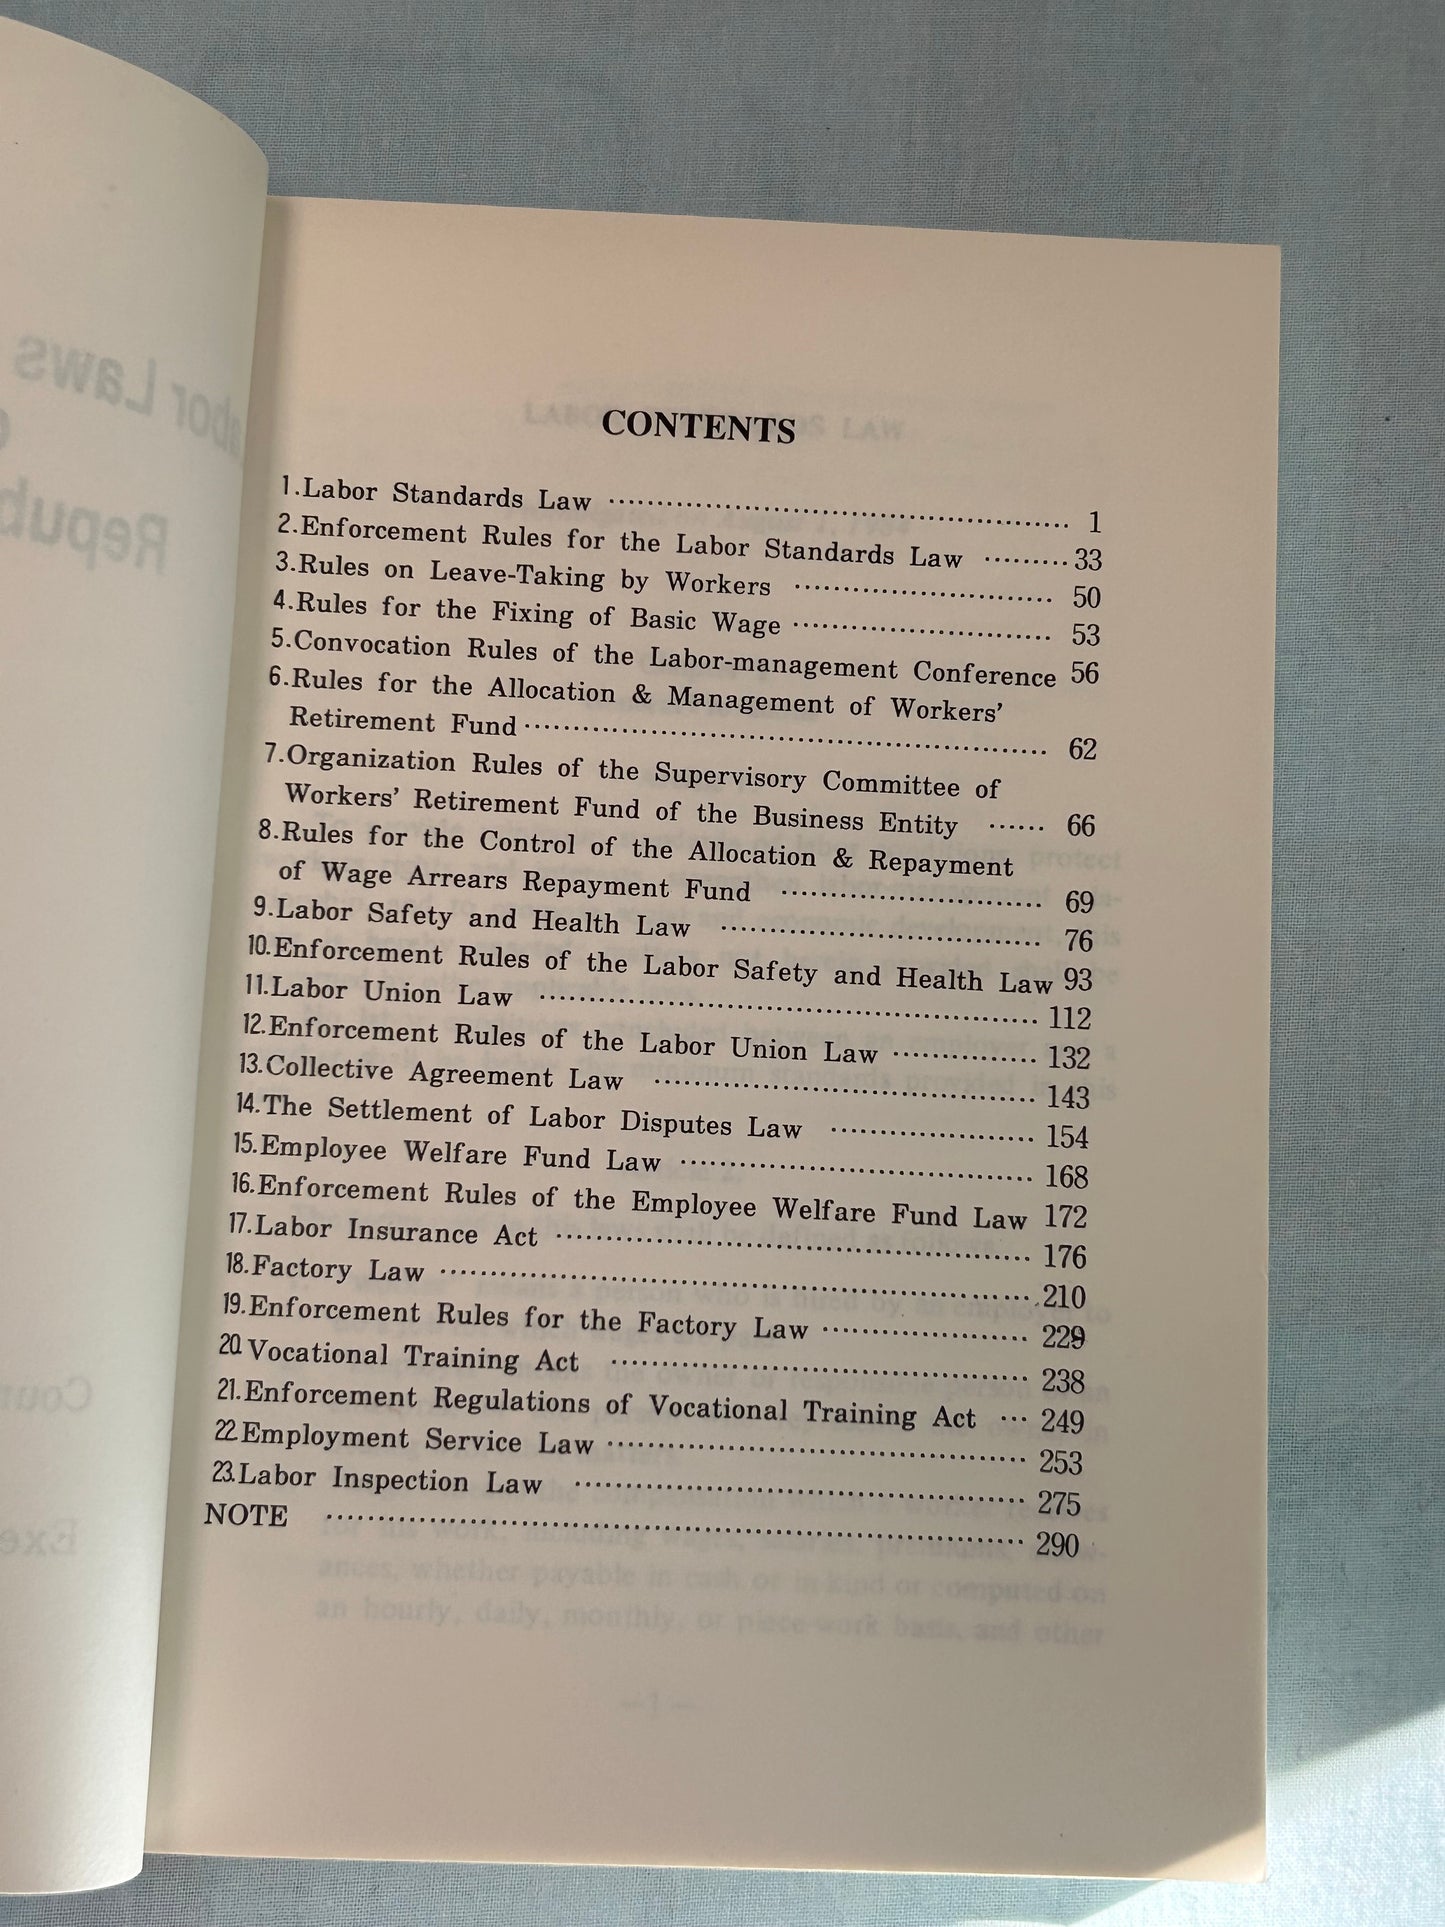 CONTENTS
1.Labor Standards Law ················ 1
2.Enforcement Rules for the Labor Standards Law ········· 33
3.Rules on Leave-Taking by Workers ················ 50
4.Rules for the Fixing of Basic Wage ················ 53
5.Convocation Rules of the Labor-management Conference 56
6.Rules for the Allocation & Management of Workers'
Retirement Fund ················ 62
7.Organization Rules of the Supervisory Committee of
Workers' Retirement Fund of the Business Entity ······ 66
8.Rules for the Control of the Allocation & Repayment
of Wage Arrears Repayment Fund ················ 69
9.Labor Safety and Health Law ················ 76
10.Enforcement Rules of the Labor Safety and Health Law 93
11.Labor Union Law ················ 112
12.Enforcement Rules of the Labor Union Law ··············· 132
13.Collective Agreement Law ················ 143
14.The Settlement of Labor Disputes Law ················ 154
15.Employee Welfare Fund Law ················ 168
16.Enforcement Rules of the Employee Welfare Fund Law 172
17.Labor Insurance Act ················ 176
18.Factory Law ················ 210
19.Enforcement Rules for the Factory Law ················ 229
20.Vocational Training Act ················ 238
21.Enforcement Regulations of Vocational Training Act ··· 249
22.Employment Service Law ················ 253
23.Labor Inspection Law ················ 275
NOTE ················ 290